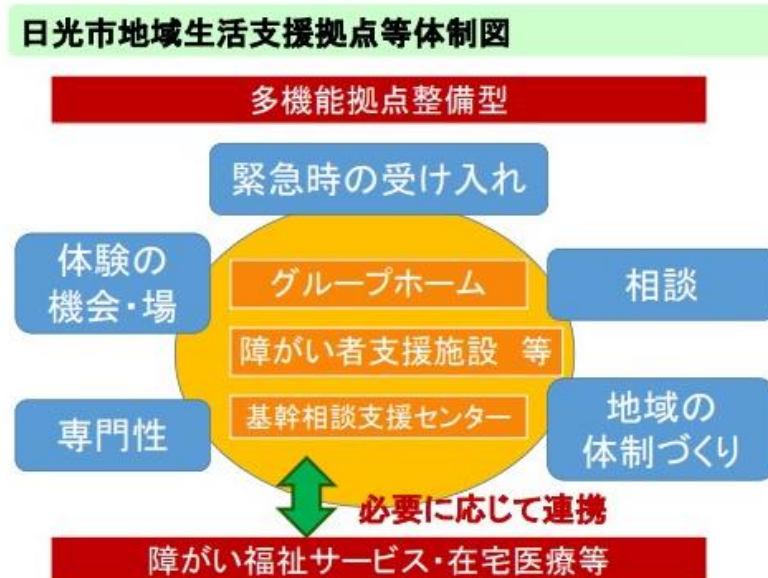 日光市地域生活支援拠点等体制図
多機能拠点整備型
緊急時の受け入れ
体験の
機会・場
グループホーム
相談
障がい者支援施設　等
専門性
基幹相談支援センター
地域の
体制づくり
必要に応じて連携
障がい福祉サービス・在宅医療等